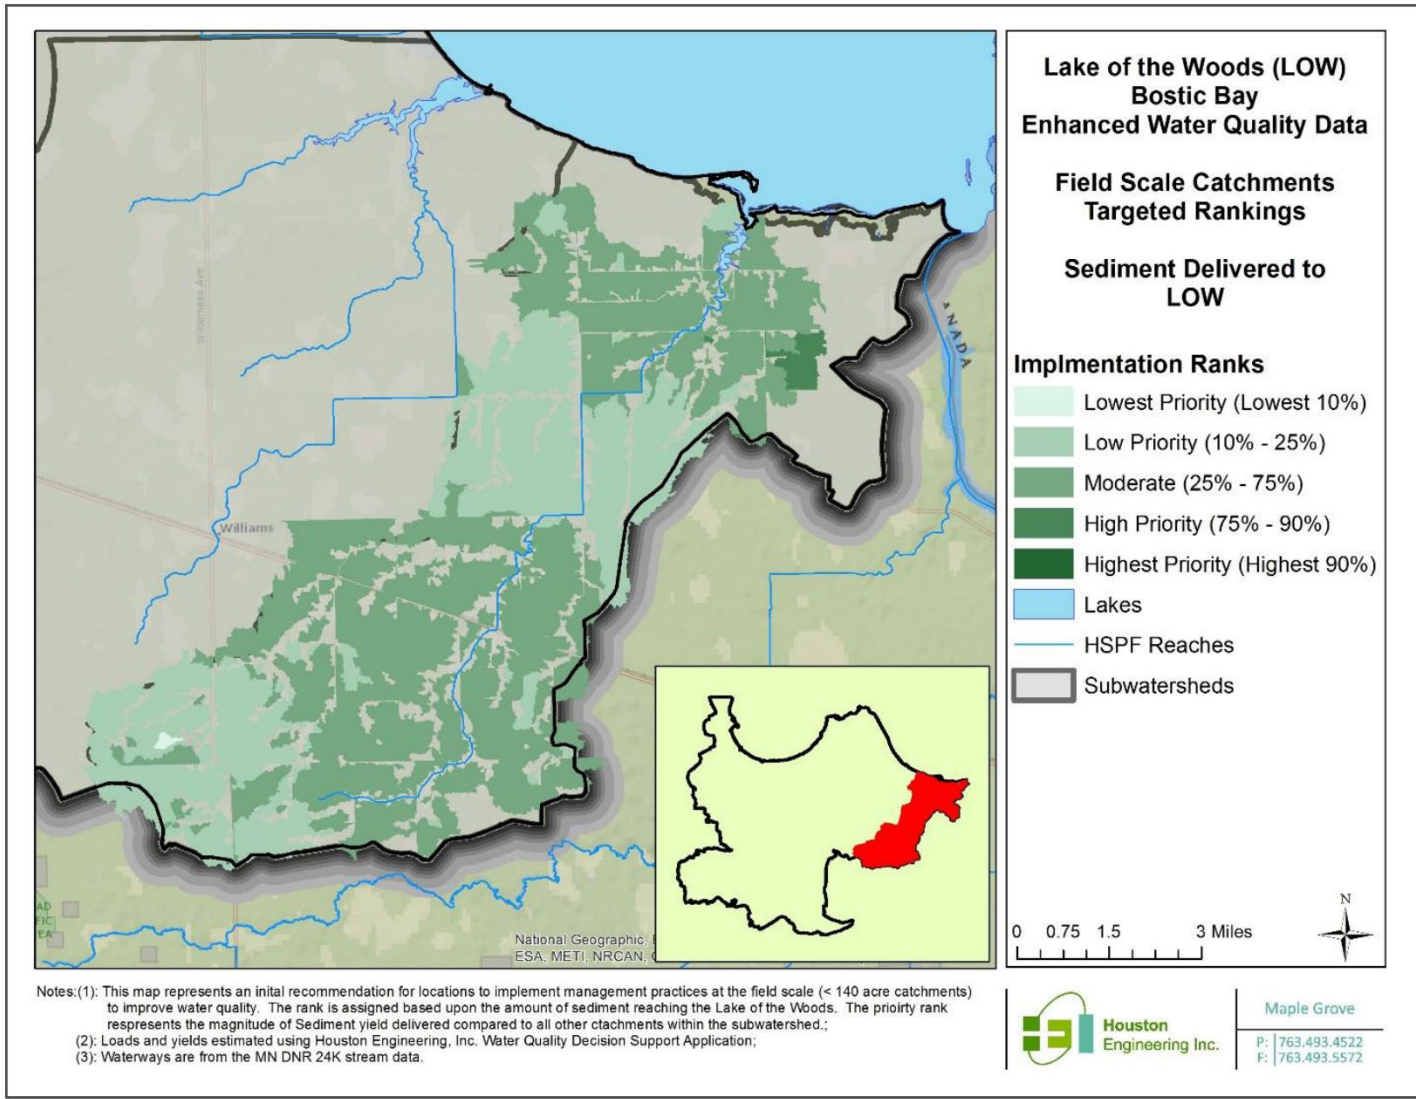 Lake of the Woods (LOW)
Bostic Bay
Enhanced Water Quality Data
Field Scale Catchments
Targeted Rankings
Sediment Delivered to
LOW
Implmentation Ranks
Lowest Priority (Lowest 10%)
Low Priority (10% - 25%)
Moderate (25% - 75%)
High Priority (75% - 90%)
Highest Priority (Highest 90%)
Lakes
HSPF Reaches
Subwatersheds
N
0 0.75 1.5 3 Miles
Wilderness Ave
Williams
ANADA
AD
FIC
EA
National Geographic,
ESA, METI, NRCAN,
Notes:(1): This map represents an inital recommendation for locations to implement management practices at the field scale (< 140 acre catchments)
to improve water quality. The rank is assigned based upon the amount of sediment reaching the Lake of the Woods. The prioirty rank
respresents the magnitude of Sediment yield delivered compared to all other ctachments within the subwatershed.;
(2): Loads and yields estimated using Houston Engineering, Inc. Water Quality Decision Support Application;
(3): Waterways are from the MN DNR 24K stream data.
Houston
Engineering Inc.
Maple Grove
P: 763.493.4522
F: 763.493.5572